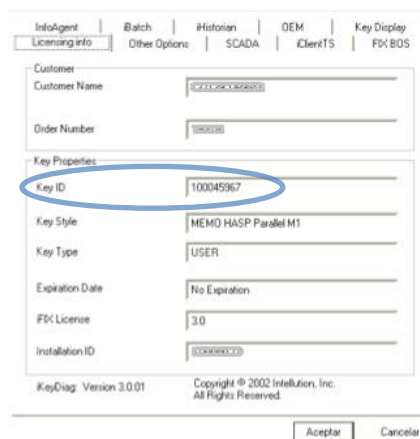 InfoAgent iBatch iHistorian OEM Key Display
Licensing info Other Options SCADA iClientTS FIX BOS
Customer
Customer Name
Order Number
Key Properties
Key ID 100045967
Key Style MEMO HASP Parallel M1
Key Type USER
Expiration Date No Expiration
iFIX License 3.0
Installation ID
iKeyDiag: Version 3.0.01 Copyright © 2002 Intellution, Inc.
All Rights Reserved.
Aceptar Cancelar